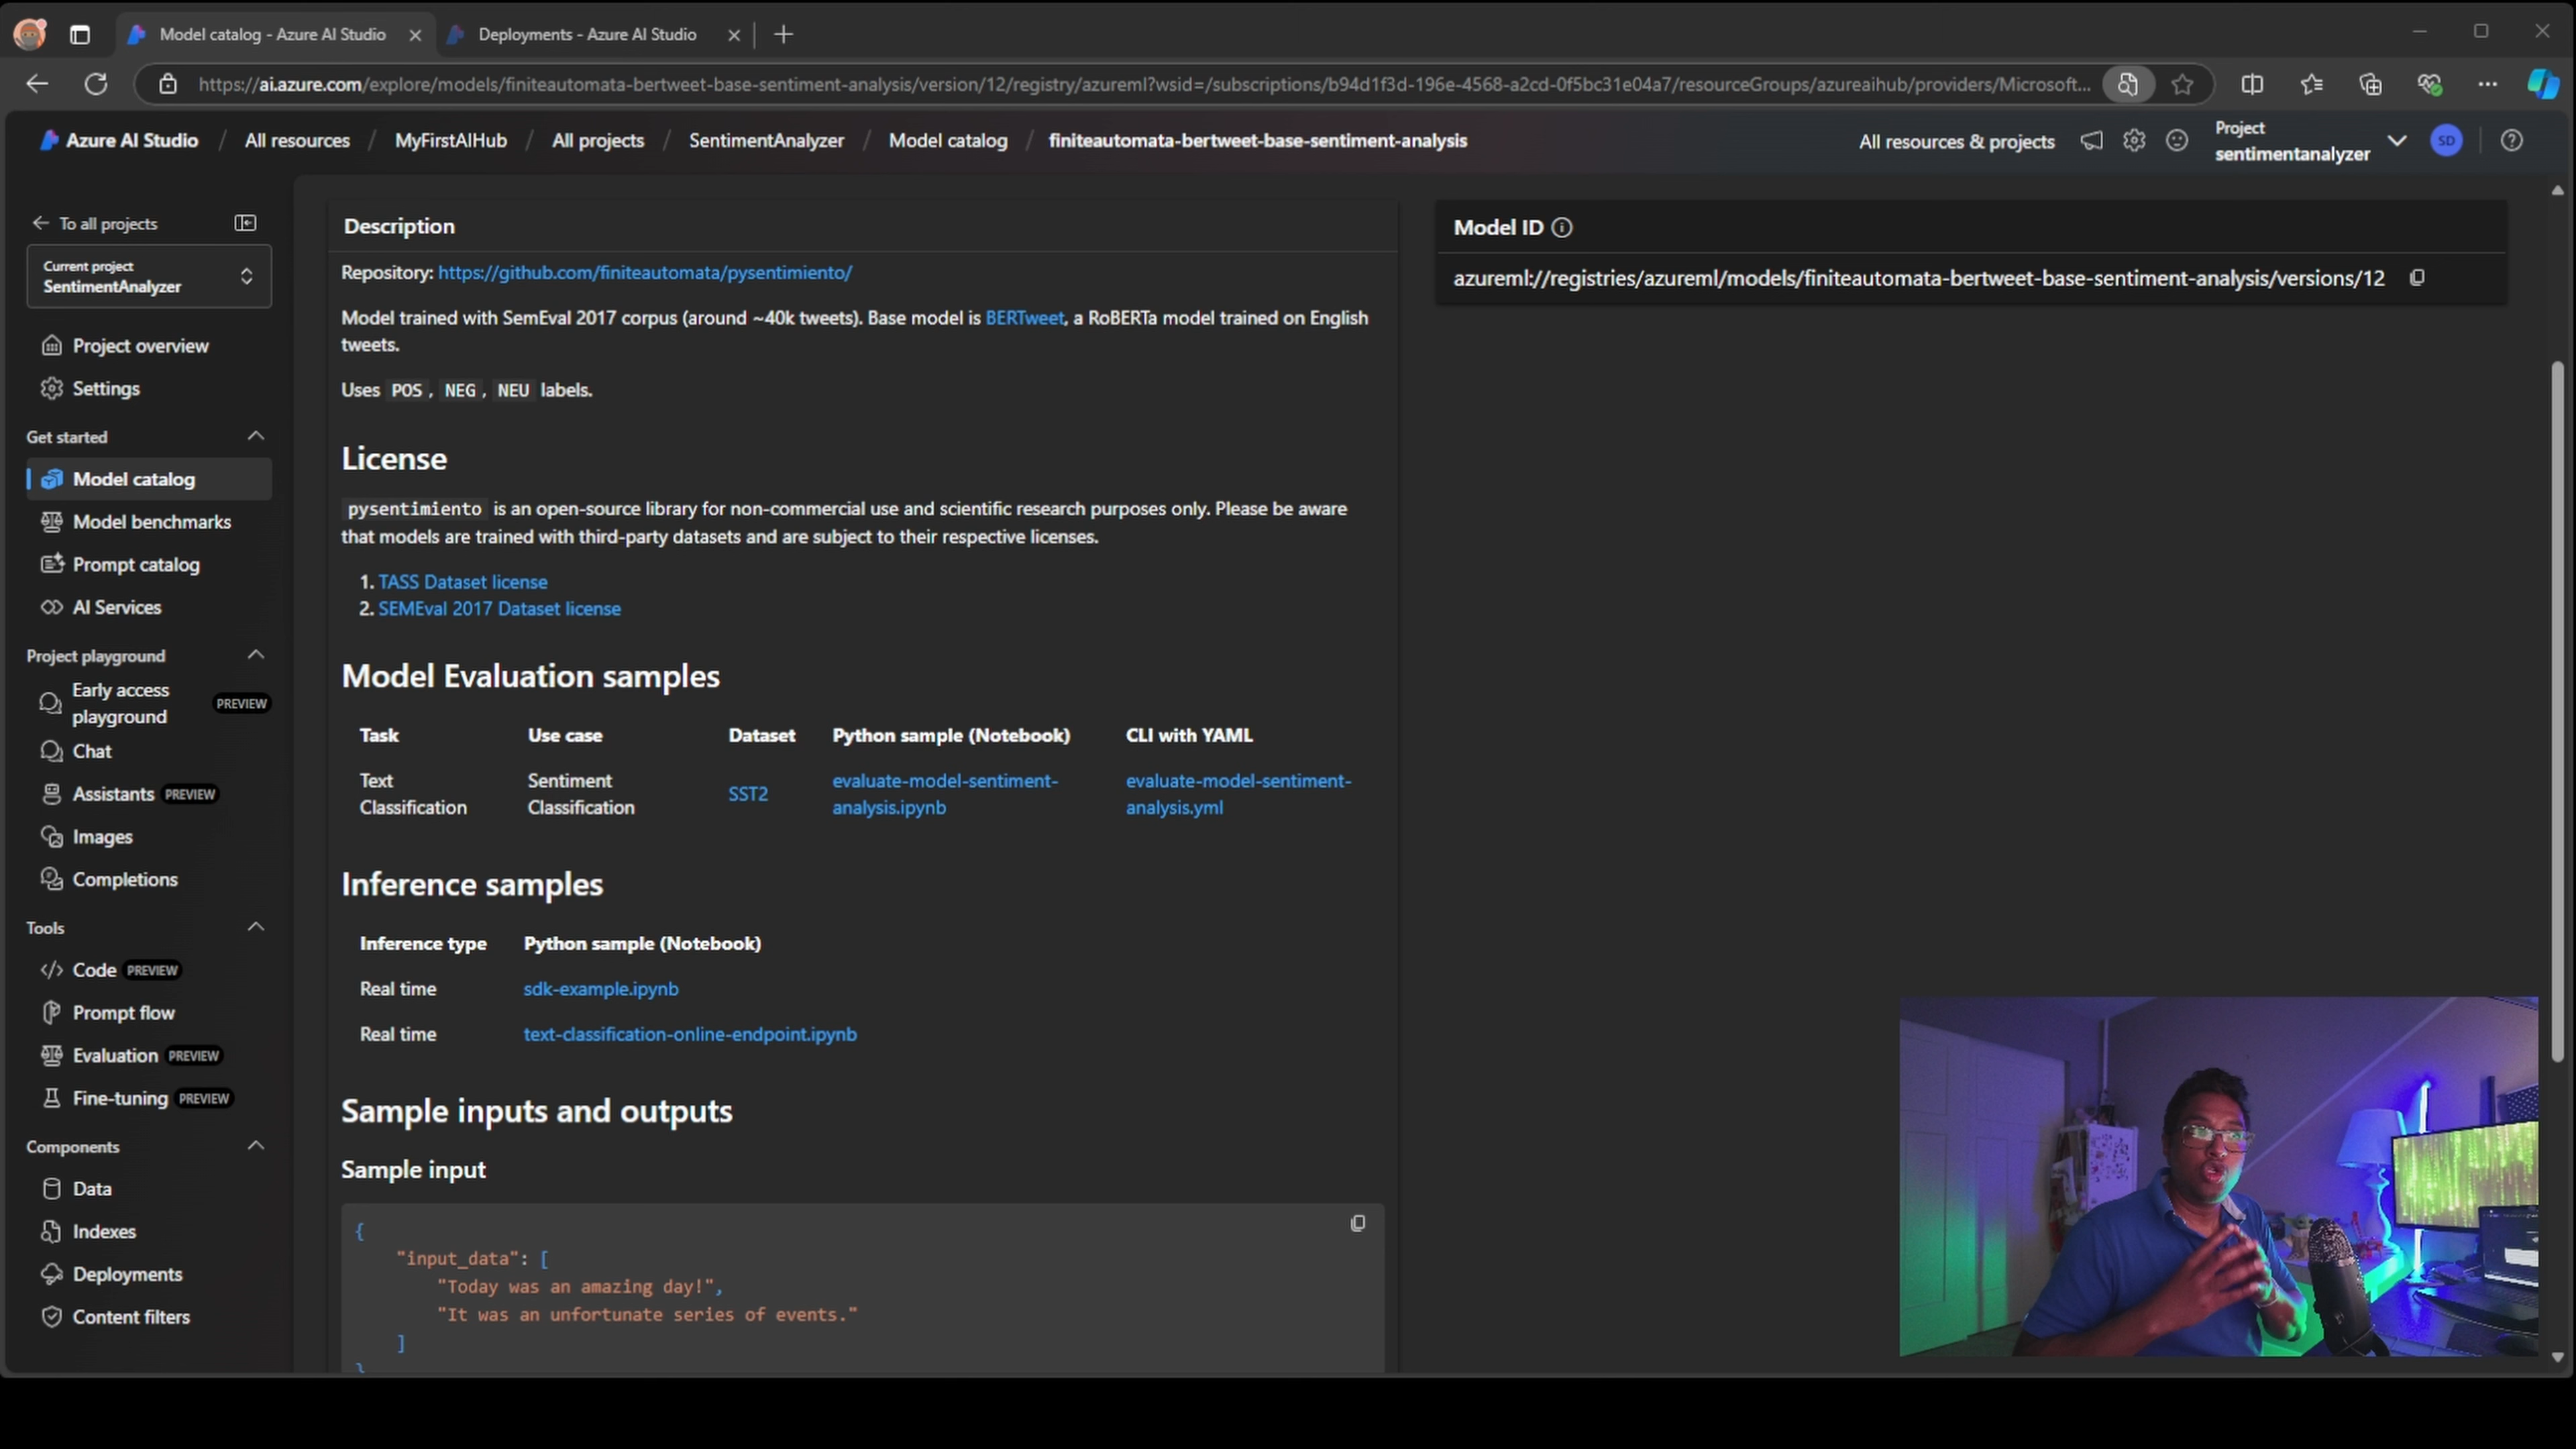 Model catalog - Azure AI Studio
Deployments - Azure AI Studio
https://ai.azure.com/explore/models/finiteautomata-bertweet-base-sentiment-analysis/version/12/registry/azureml?wsid=/subscriptions/b94d1f3d-196e-4568-a2cd-0f5bc31e04a7/resourceGroups/azureaihub/providers/Microsoft...
Azure AI Studio / All resources / MyFirstAIHub / All projects / SentimentAnalyzer / Model catalog / finiteautomata-bertweet-base-sentiment-analysis
All resources & projects
Project
sentimentanalyzer
SD
To all projects
Current project
SentimentAnalyzer
Project overview
Settings
Get started
Model catalog
Model benchmarks
Prompt catalog
AI Services
Project playground
Early access
playground
PREVIEW
Chat
Assistants PREVIEW
Images
Completions
Tools
Code PREVIEW
Prompt flow
Evaluation PREVIEW
Fine-tuning PREVIEW
Components
Data
Indexes
Deployments
Content filters
Description
Repository: https://github.com/finiteautomata/pysentimiento/
Model trained with SemEval 2017 corpus (around ~40k tweets). Base model is BERTweet, a RoBERTa model trained on English
tweets.
Uses POS, NEG, NEU labels.
License
pysentimiento is an open-source library for non-commercial use and scientific research purposes only. Please be aware
that models are trained with third-party datasets and are subject to their respective licenses.
1. TASS Dataset license
2. SEMEval 2017 Dataset license
Model Evaluation samples
Task Use case Dataset Python sample (Notebook) CLI with YAML
Text Sentiment SST2 evaluate-model-sentiment- evaluate-model-sentiment-
Classification Classification analysis.ipynb analysis.yml
Inference samples
Inference type Python sample (Notebook)
Real time sdk-example.ipynb
Real time text-classification-online-endpoint.ipynb
Sample inputs and outputs
Sample input
{
"input_data": [
"Today was an amazing day!",
"It was an unfortunate series of events."
]
}
Model ID
azureml://registries/azureml/models/finiteautomata-bertweet-base-sentiment-analysis/versions/12